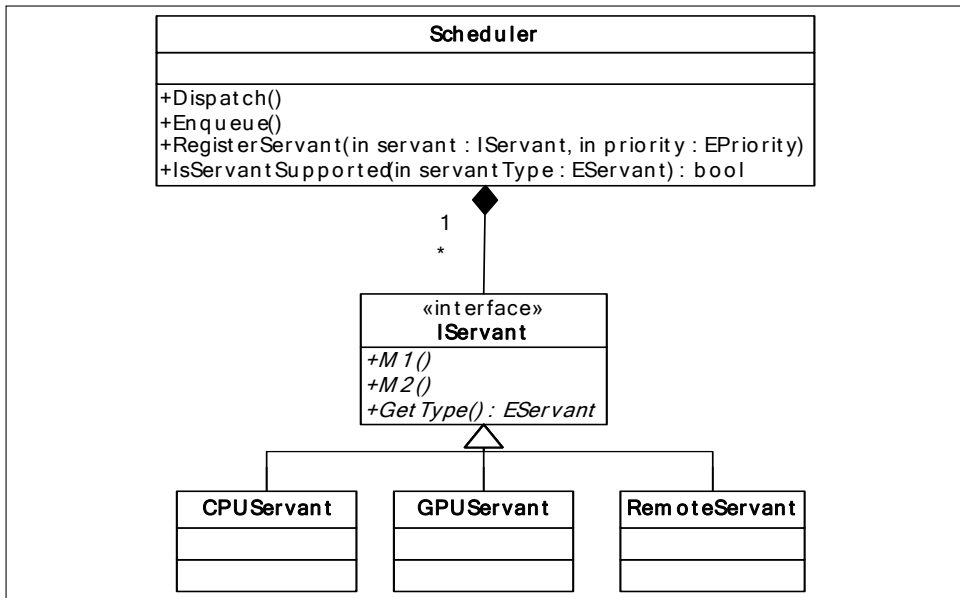 Scheduler
+Dispatch()
+Enqueue()
+RegisterServant(in servant : IServant, in priority : EPriority)
+IsServantSupported(in servantType : EServant) : bool
1
*
«interface»
IServant
+M1()
+M2()
+GetType() : EServant
CPUServant GPUServant RemoteServant